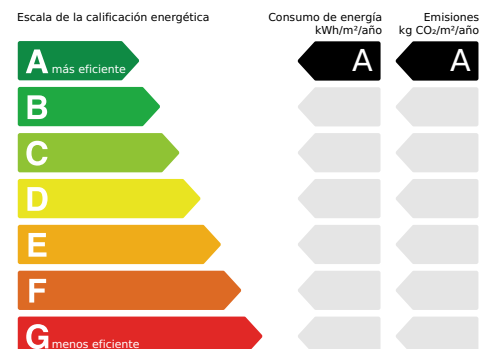 Escala de la calificación energética
Consumo de energía
kWh/m²/año
Emisiones
kg CO₂/m²/año
A más eficiente
A
A
B
C
D
E
F
G menos eficiente